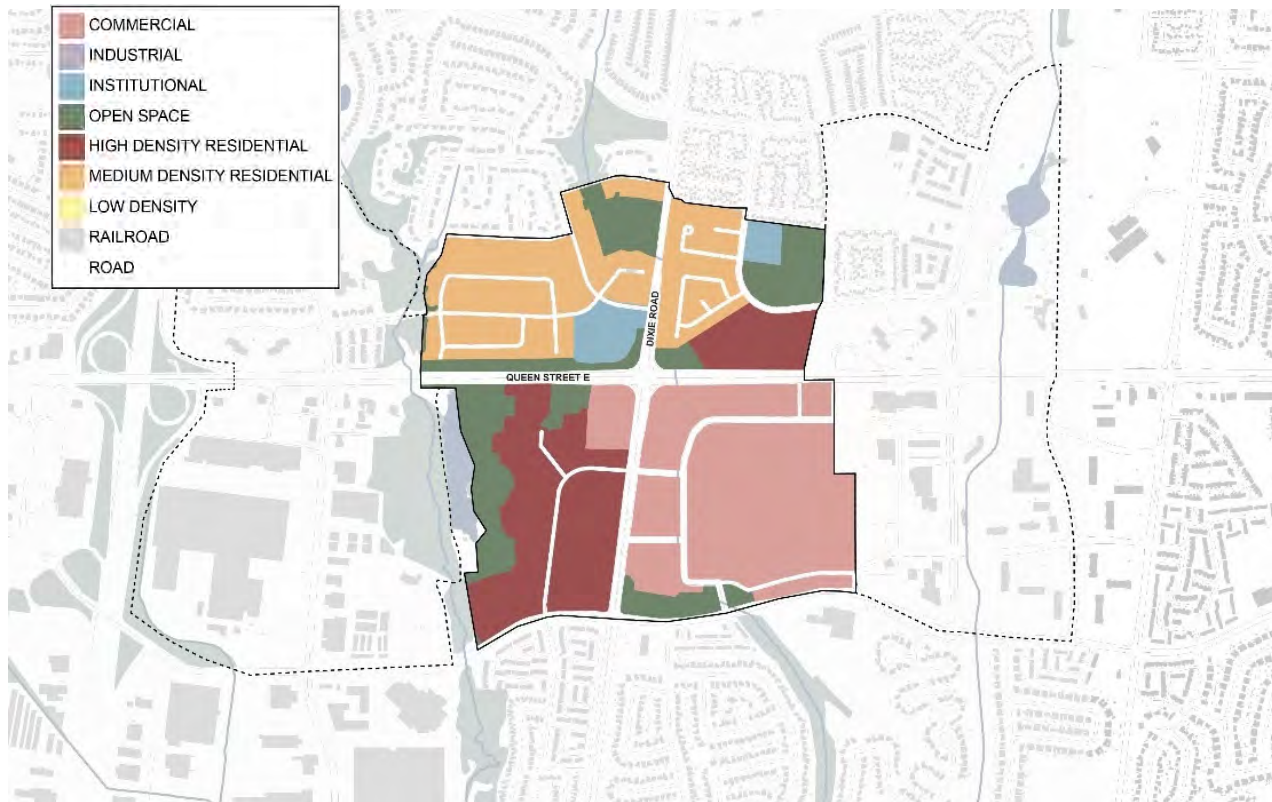 COMMERCIAL
INDUSTRIAL
INSTITUTIONAL
OPEN SPACE
HIGH DENSITY RESIDENTIAL
MEDIUM DENSITY RESIDENTIAL
LOW DENSITY
RAILROAD
ROAD
DIXIE ROAD
QUEEN STREET E